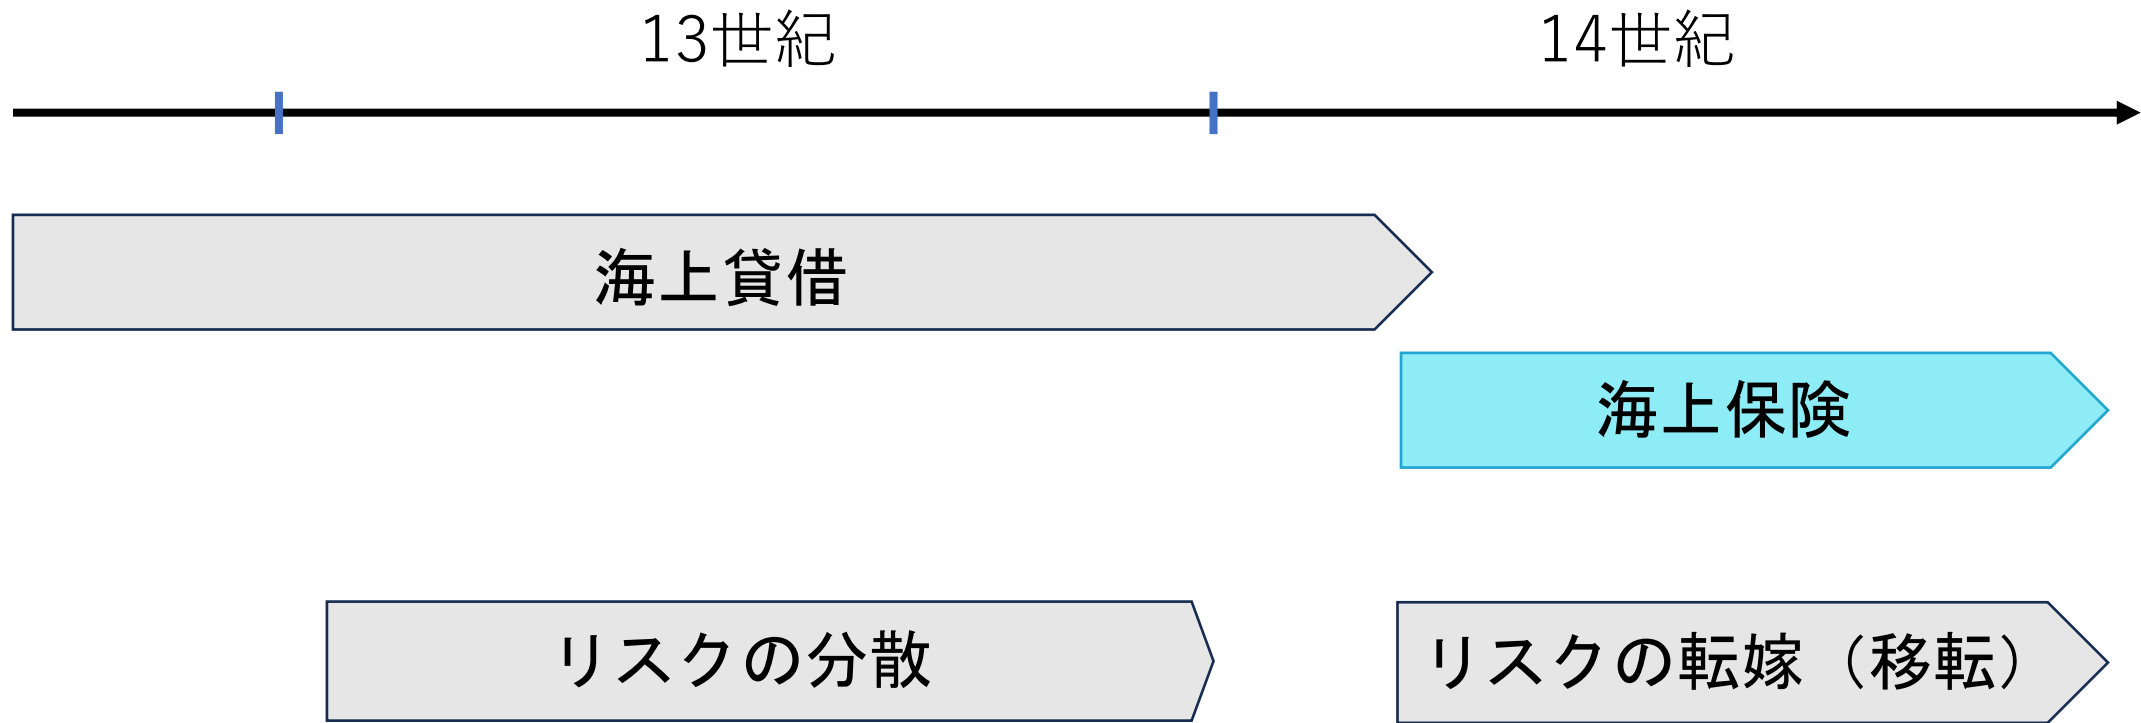 13世紀
14世紀
海上貸借
海上保険
リスクの分散
リスクの転嫁（移転）